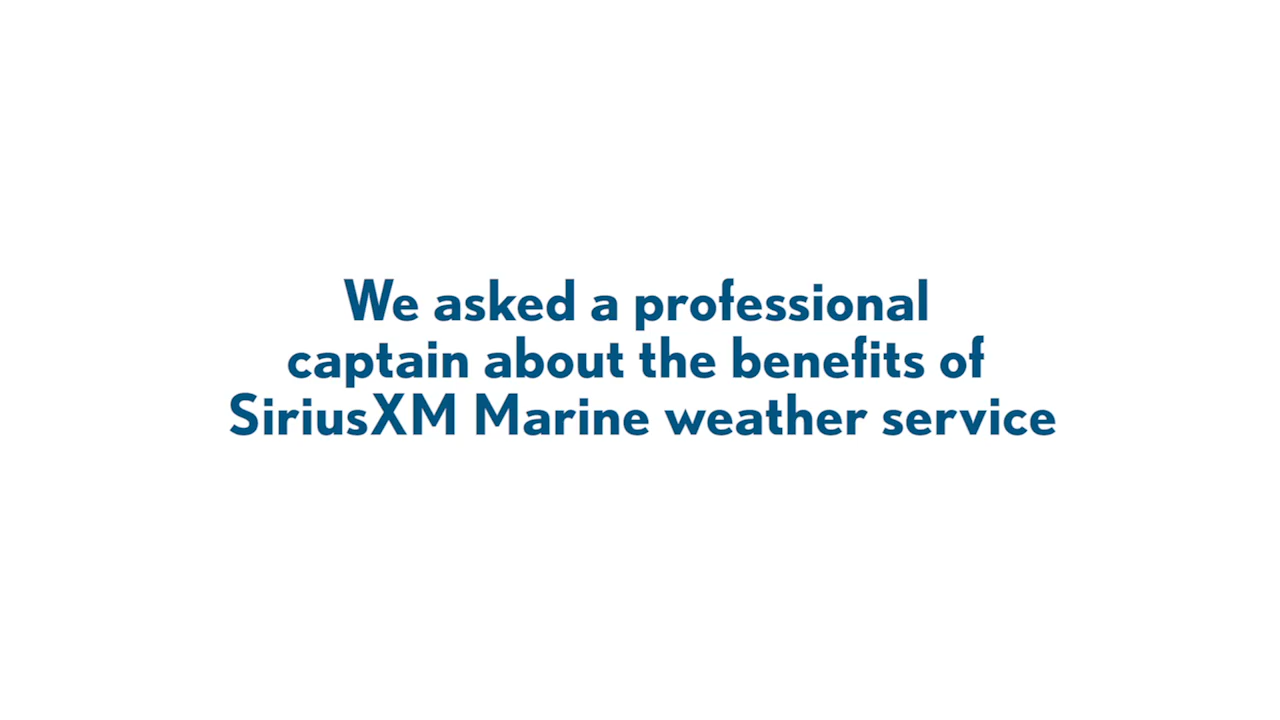 We asked a professional
captain about the benefits of
SiriusXM Marine weather service